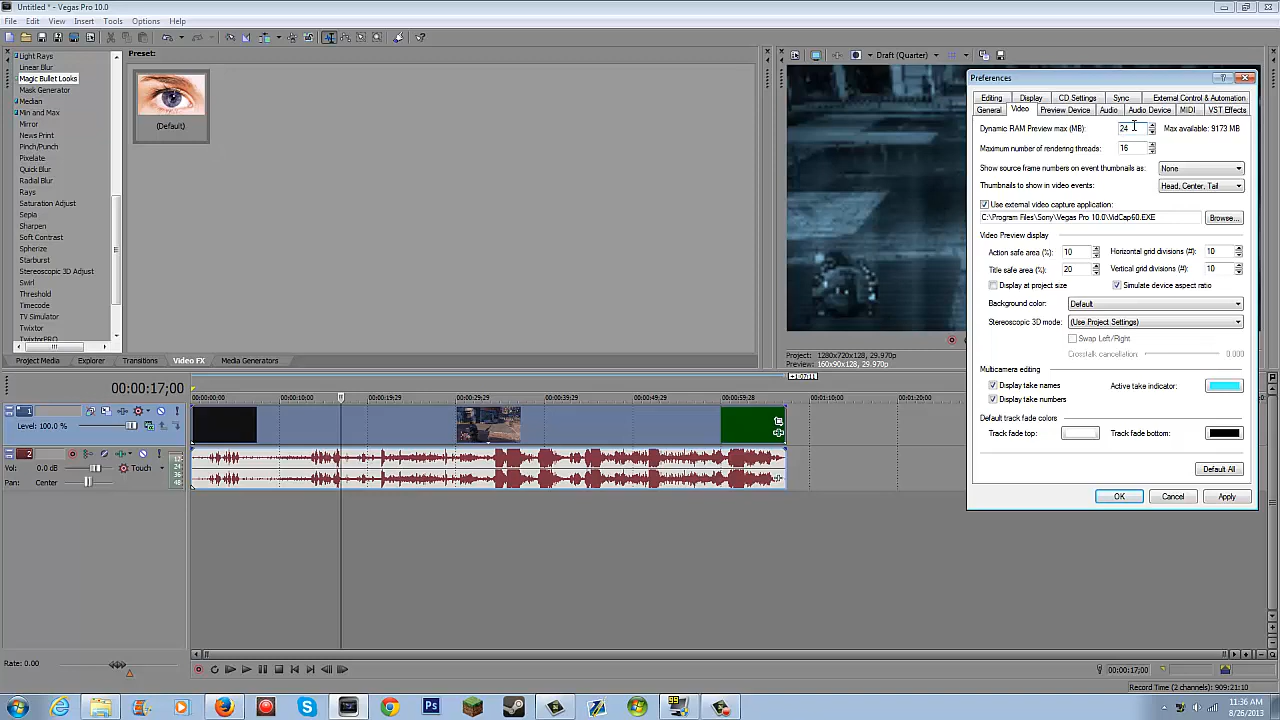 Untitled * - Vegas Pro 10.0
File Edit View Insert Tools Options Help
Light Rays
Linear Blur
Magic Bullet Looks
Mask Generator
Median
Min and Max
Mirror
News Print
Pinch/Punch
Pixelate
Quick Blur
Radial Blur
Rays
Saturation Adjust
Sepia
Sharpen
Soft Contrast
Spherize
Starburst
Stereoscopic 3D Adjust
Swirl
Threshold
Timecode
TV Simulator
Twixtor
TwixtorPRO
Preset:
(Default)
Project Media Explorer Transitions Video FX Media Generators
Draft (Quarter)
Project: 1280x720x128, 29.970p
Preview: 160x90x128, 29.970p
Preferences
Editing Display CD Settings Sync External Control & Automation
General Video Preview Device Audio Audio Device MIDI VST Effects
Dynamic RAM Preview max (MB): 24 Max available: 9173 MB
Maximum number of rendering threads: 16
Show source frame numbers on event thumbnails as: None
Thumbnails to show in video events: Head, Center, Tail
Use external video capture application:
C:\Program Files\Sony\Vegas Pro 10.0\VidCap60.EXE Browse...
Video Preview display
Action safe area (%): 10 Horizontal grid divisions (#): 10
Title safe area (%): 20 Vertical grid divisions (#): 10
Display at project size Simulate device aspect ratio
Background color: Default
Stereoscopic 3D mode: (Use Project Settings)
Swap Left/Right
Crosstalk cancellation: 0.000
Multicamera editing
Display take names Active take indicator:
Display take numbers
Default track fade colors
Track fade top: Track fade bottom:
Default All
OK Cancel Apply
00:00:17;00
+1:07;11
00:00:00;00 00:00:10;00 00:00:19;29 00:00:29;29 00:00:39;29 00:00:49;29 00:00:59;28 00:01:10;00 00:01:20;00
1
Level: 100.0 %
2
Vol: 0.0 dB Touch
Pan: Center
12
24
36
48
Rate: 0.00
00:00:17;00
Record Time (2 channels): 909:21:10
11:36 AM
8/26/2013